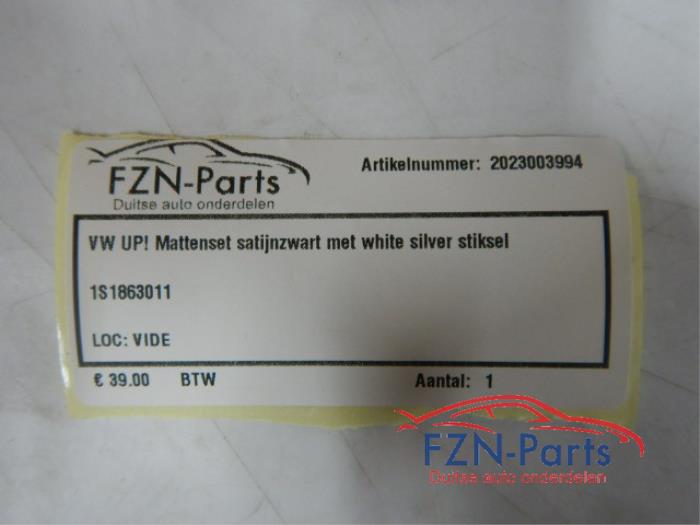 FZN-Parts
Duitse auto onderdelen
Artikelnummer: 2023003994
VW UP! Mattenset satijnzwart met white silver stiksel
1S1863011
LOC: VIDE
€ 39.00 BTW Aantal: 1
FZN-Parts
Duitse auto onderdelen